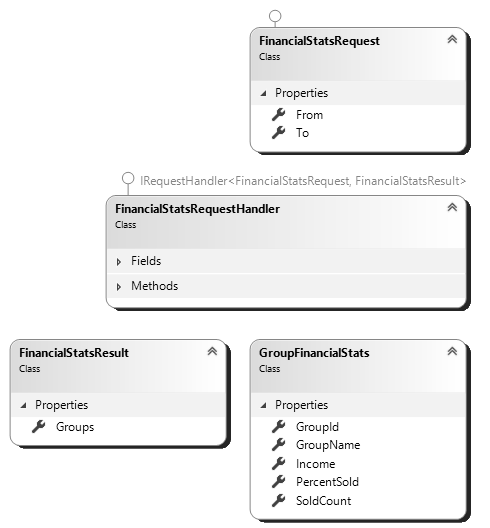 FinancialStatsRequest
Class
Properties
From
To
IRequestHandler<FinancialStatsRequest, FinancialStatsResult>
FinancialStatsRequestHandler
Class
Fields
Methods
FinancialStatsResult
Class
Properties
Groups
GroupFinancialStats
Class
Properties
GroupId
GroupName
Income
PercentSold
SoldCount